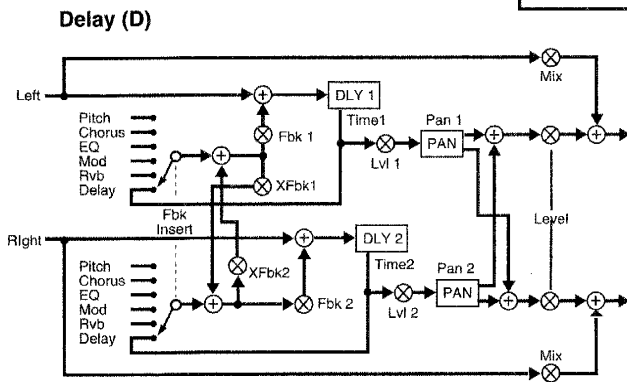 Delay (D)
Mix
Left
DLY 1
Pitch
Time1
Pan 1
Chorus
Fbk 1
PAN
EQ
Lvl 1
Mod
Rvb
XFbk1
Delay
Fbk
Insert
Level
RIght
DLY 2
Pitch
XFbk2
Time2
Pan 2
Chorus
EQ
PAN
Mod
Fbk 2
Lvl 2
Rvb
Delay
Mix